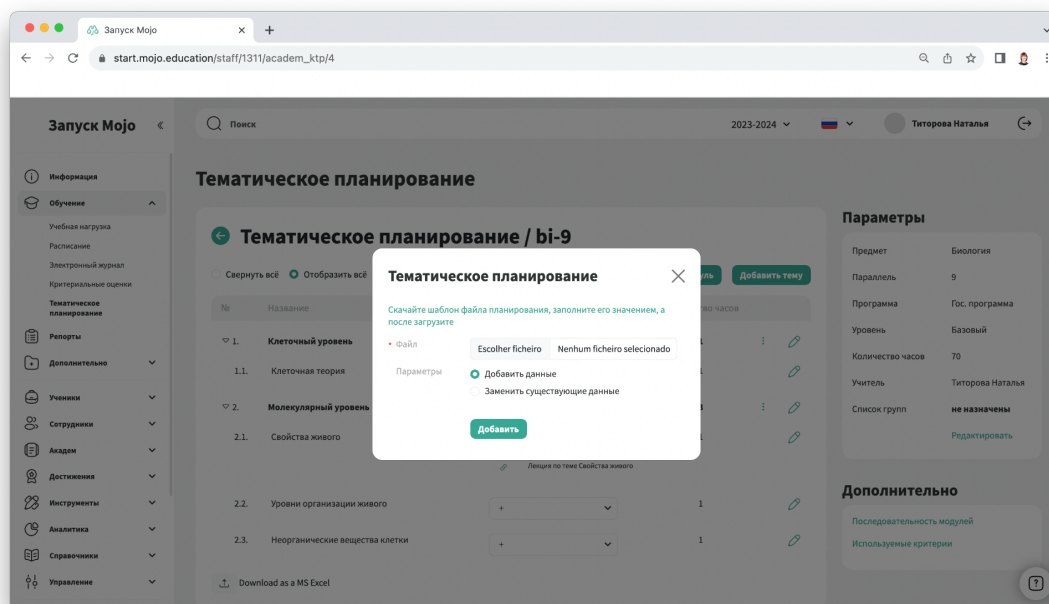 Запуск Mojo
start.mojo.education/staff/1311/academ_ktp/4
Запуск Mojo
Поиск
2023-2024
Титорова Наталья
Информация
Обучение
Учебная нагрузка
Расписание
Электронный журнал
Критериальные оценки
Тематическое
планирование
Репорты
Дополнительно
Ученики
Сотрудники
Академ
Достижения
Инструменты
Аналитика
Справочники
Управление
Тематическое планирование
Тематическое планирование / bi-9
Свернуть всё
Отобразить всё
Добавить тему
№
Название
1.
Клеточный уровень
1.1.
Клеточная теория
2.
Молекулярный уровень
2.1.
Свойства живого
Лекция по теме Свойства живого
2.2.
Уровни организации живого
+
1
2.3.
Неорганические вещества клетки
+
1
Download as a MS Excel
Тематическое планирование
Скачайте шаблон файла планирования, заполните его значением, а
после загрузите
* Файл
Escolher ficheiro
Nenhum ficheiro selecionado
Параметры
Добавить данные
Заменить существующие данные
Добавить
Параметры
Предмет
Биология
Параллель
9
Программа
Гос. программа
Уровень
Базовый
Количество часов
70
Учитель
Титорова Наталья
Список групп
не назначены
Редактировать
Дополнительно
Последовательность модулей
Используемые критерии